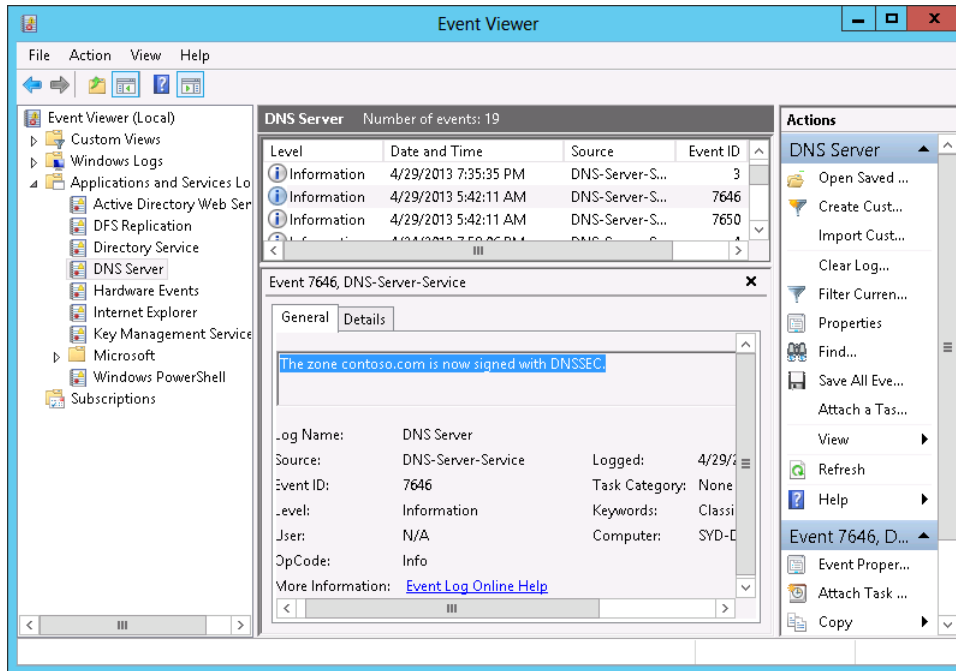 Event Viewer
File Action View Help
Event Viewer (Local)
Custom Views
Windows Logs
Applications and Services Lo
Active Directory Web Ser
DFS Replication
Directory Service
DNS Server
Hardware Events
Internet Explorer
Key Management Service
Microsoft
Windows PowerShell
Subscriptions
DNS Server Number of events: 19
Level Date and Time Source Event ID
Information 4/29/2013 7:35:35 PM DNS-Server-S... 3
Information 4/29/2013 5:42:11 AM DNS-Server-S... 7646
Information 4/29/2013 5:42:11 AM DNS-Server-S... 7650
Event 7646, DNS-Server-Service
General Details
The zone contoso.com is now signed with DNSSEC.
Log Name: DNS Server
Source: DNS-Server-Service Logged: 4/29/2
Event ID: 7646 Task Category: None
Level: Information Keywords: Classi
User: N/A Computer: SYD-D
OpCode: Info
More Information: Event Log Online Help
Actions
DNS Server
Open Saved ...
Create Cust...
Import Cust...
Clear Log...
Filter Curren...
Properties
Find...
Save All Eve...
Attach a Tas...
View
Refresh
Help
Event 7646, D...
Event Proper...
Attach Task ...
Copy